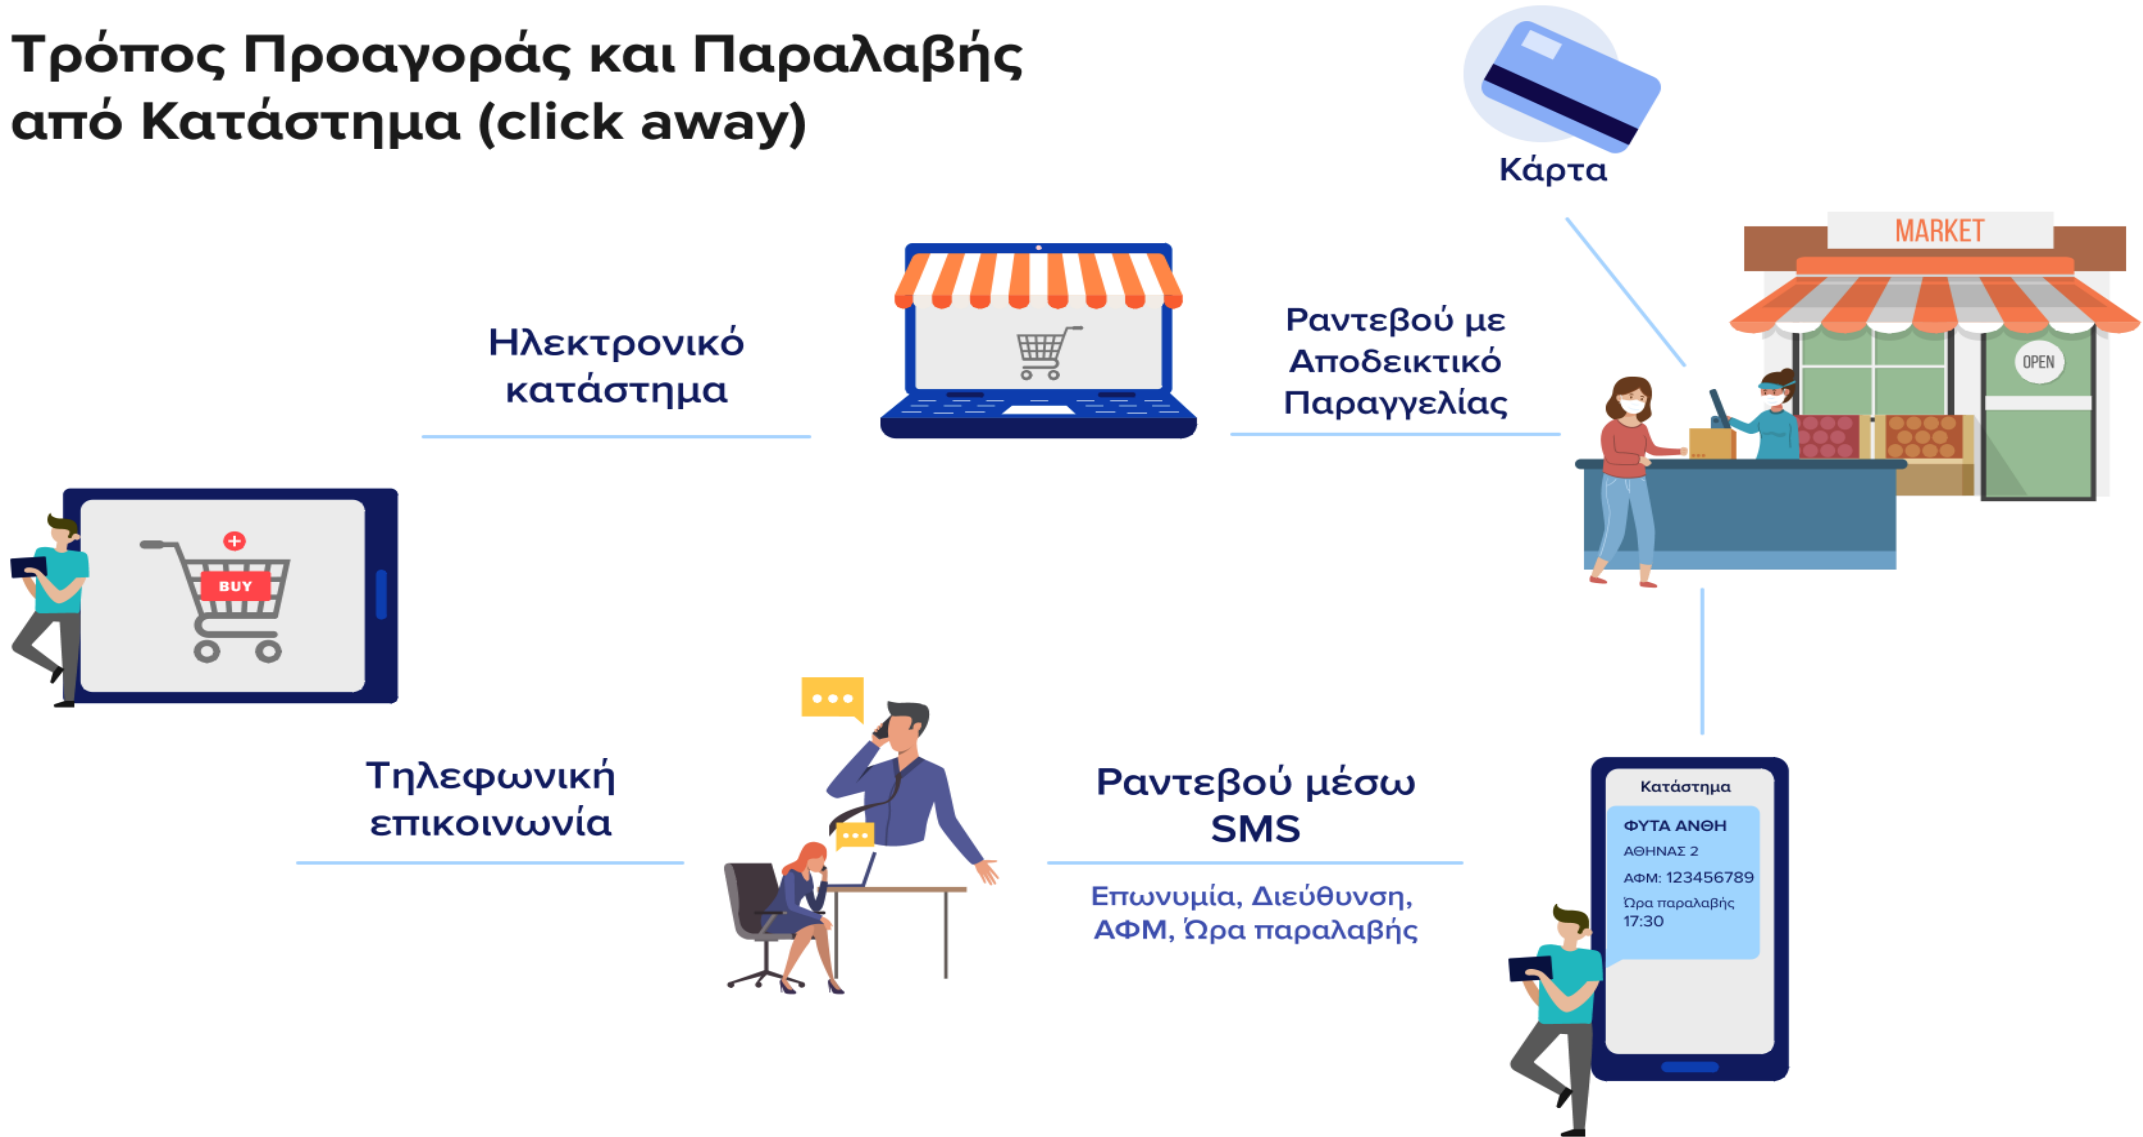 Τρόπος Προαγοράς και Παραλαβής
από Κατάστημα (click away)
Κάρτα
MARKET
OPEN
Ηλεκτρονικό
κατάστημα
Ραντεβού με
Αποδεικτικό
Παραγγελίας
BUY
Τηλεφωνική
επικοινωνία
Ραντεβού μέσω
SMS
Επωνυμία, Διεύθυνση,
ΑΦΜ, Ώρα παραλαβής
Κατάστημα
ΦΥΤΑ ΑΝΘΗ
ΑΘΗΝΑΣ 2
ΑΦΜ: 123456789
Ώρα παραλαβής
17:30